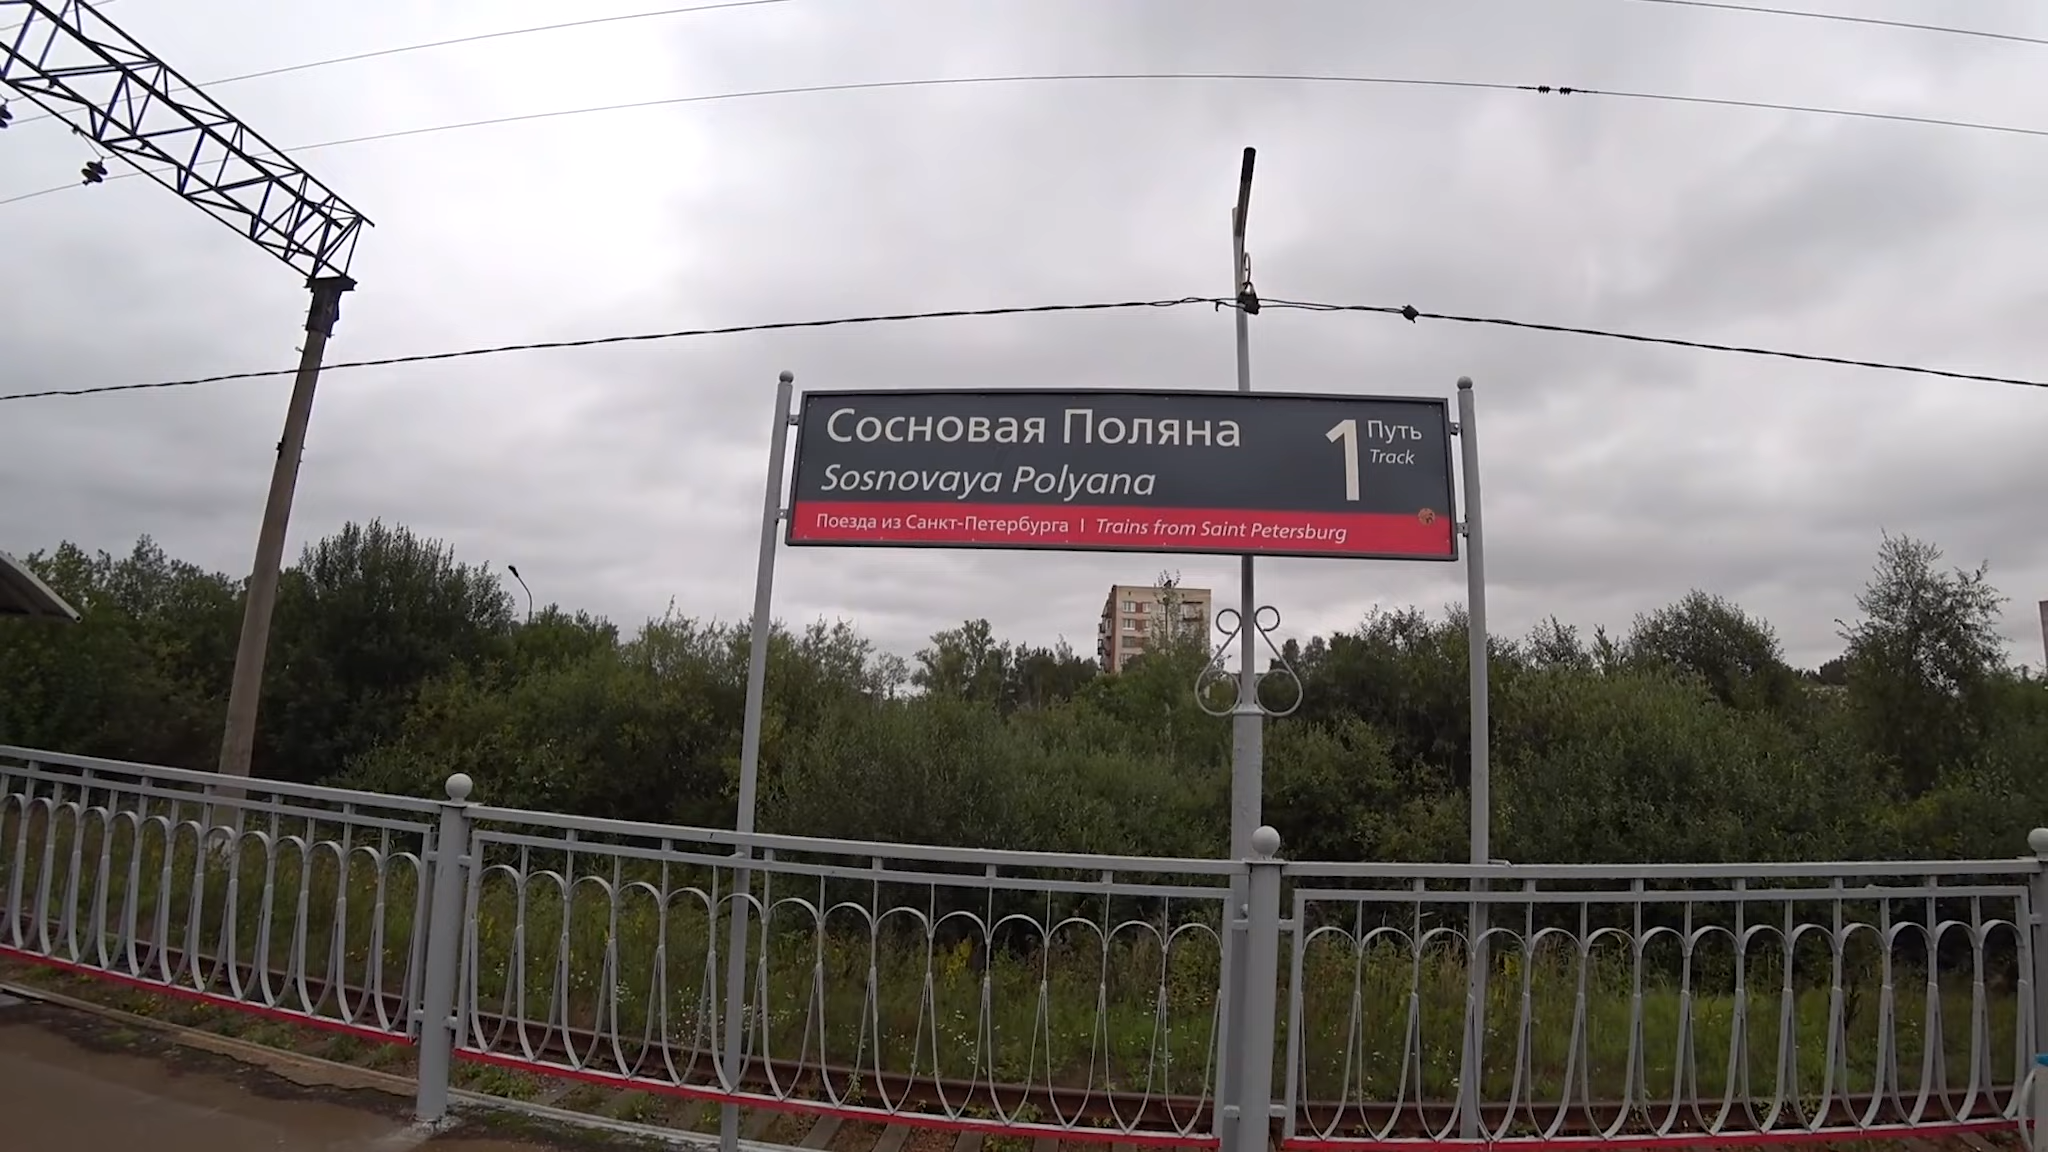 Сосновая Поляна
Sosnovaya Polyana
1 Путь
Track
Поезда из Санкт-Петербурга | Trains from Saint Petersburg